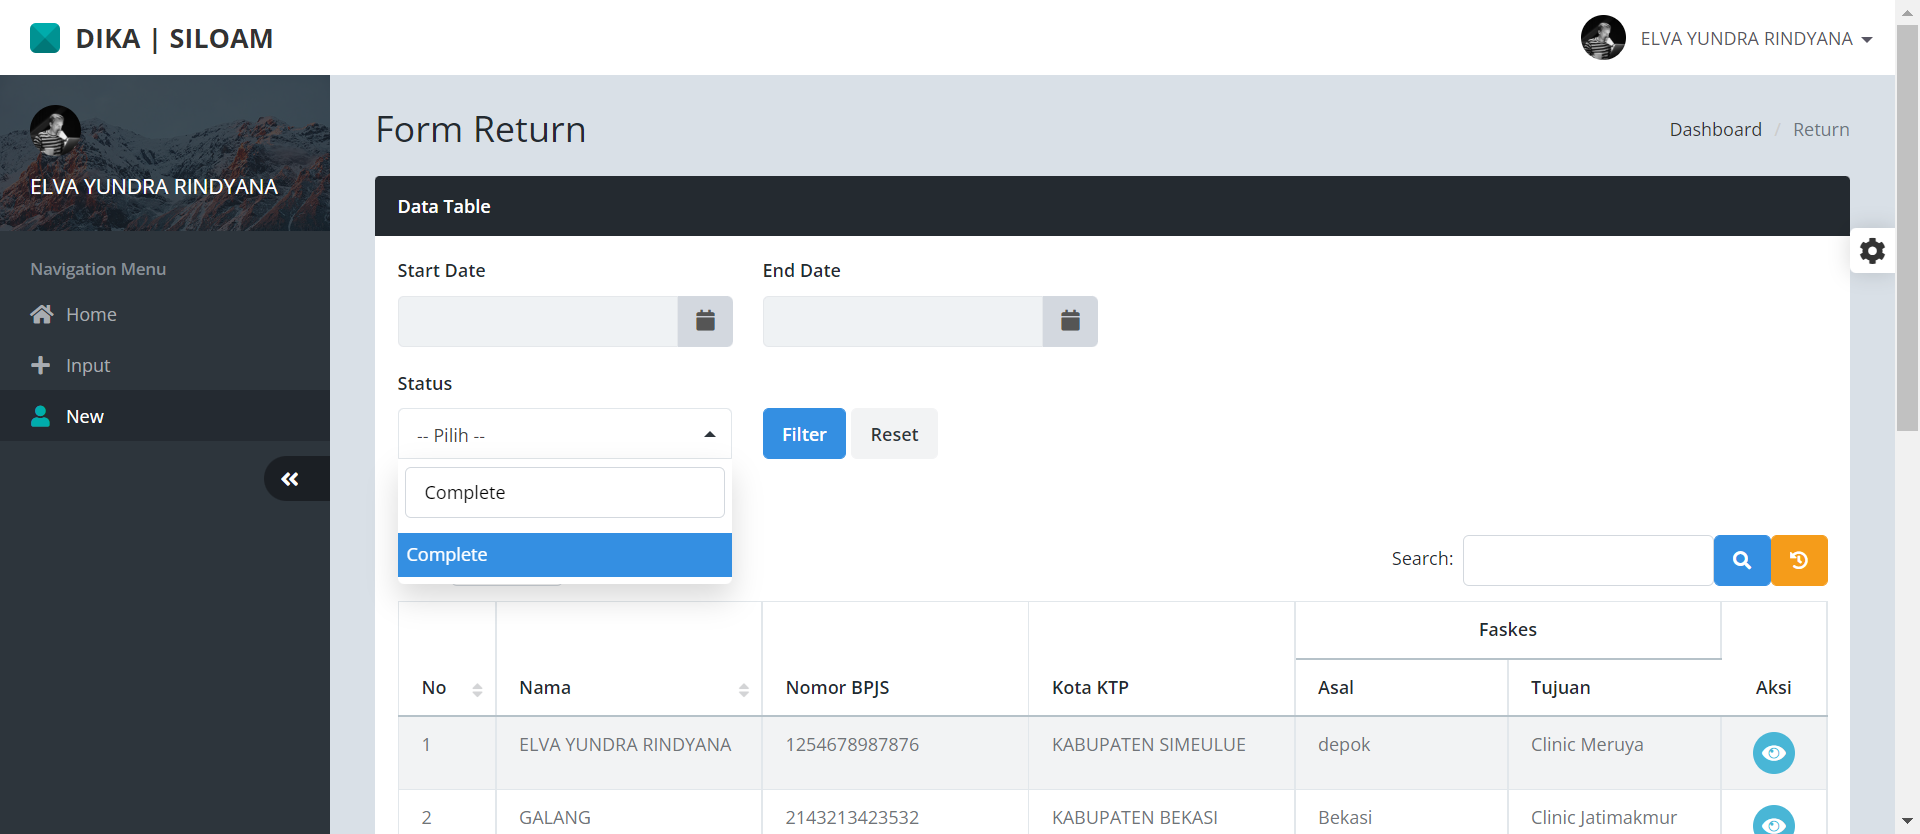 DIKA | SILOAM
ELVA YUNDRA RINDYANA
ELVA YUNDRA RINDYANA
Navigation Menu
Home
Input
New
Form Return
Dashboard / Return
Data Table
Start Date
End Date
Status
-- Pilih --
Filter
Reset
Complete
Complete
Search:
Faskes
No
Nama
Nomor BPJS
Kota KTP
Asal
Tujuan
Aksi
1 ELVA YUNDRA RINDYANA 1254678987876 KABUPATEN SIMEULUE depok Clinic Meruya
2 GALANG 2143213423532 KABUPATEN BEKASI Bekasi Clinic Jatimakmur